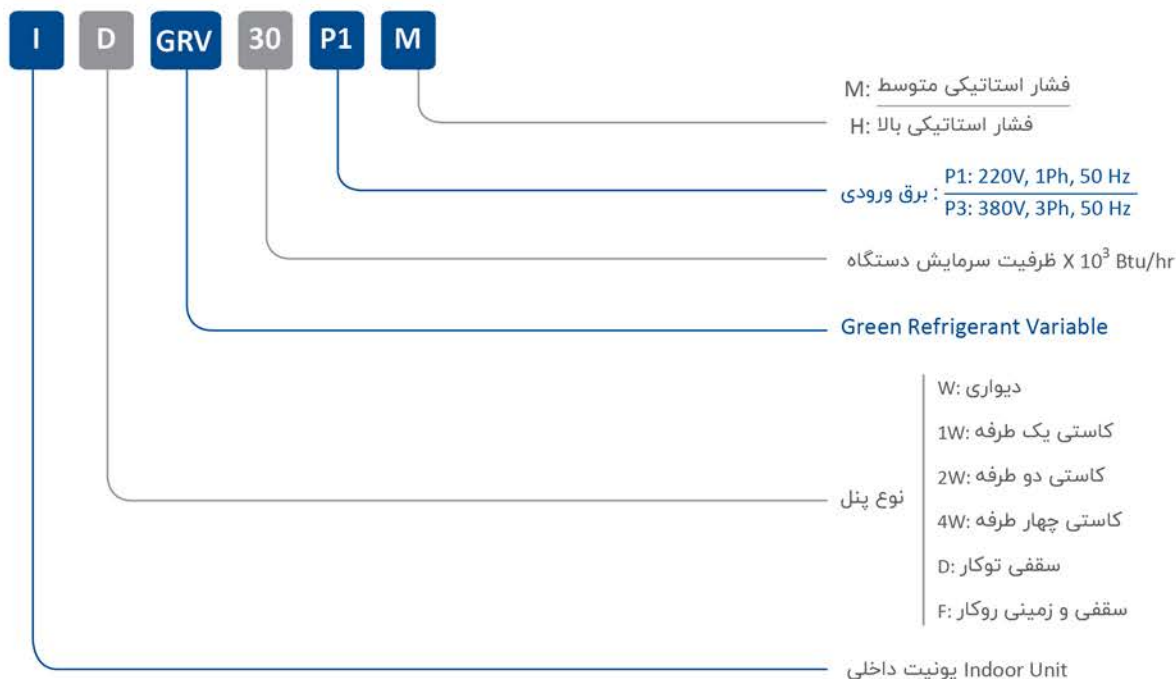 I D GRV 30 P1 M
M: فشار استاتیکی متوسط
H: فشار استاتیکی بالا
P1: 220V, 1Ph, 50 Hz
برق ورودی :
P3: 380V, 3Ph, 50 Hz
ظرفیت سرمایش دستگاه X 10³ Btu/hr
Green Refrigerant Variable
W: دیواری
1W: کاستی یک طرفه
2W: کاستی دو طرفه
نوع پنل
4W: کاستی چهار طرفه
D: سقفی توکار
F: سقفی و زمینی روکار
یونیت داخلی Indoor Unit